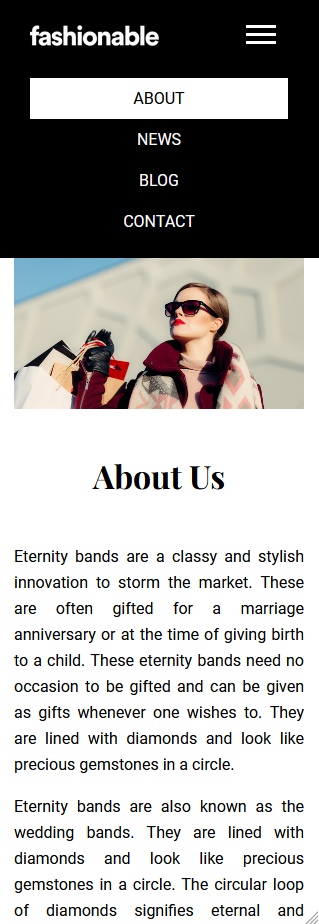 fashionable
ABOUT
NEWS
BLOG
CONTACT
About Us
Eternity bands are a classy and stylish
innovation to storm the market. These
are often gifted for a marriage
anniversary or at the time of giving birth
to a child. These eternity bands need no
occasion to be gifted and can be given
as gifts whenever one wishes to. They
are lined with diamonds and look like
precious gemstones in a circle.
Eternity bands are also known as the
wedding bands. They are lined with
diamonds and look like precious
gemstones in a circle. The circular loop
of diamonds signifies eternal and